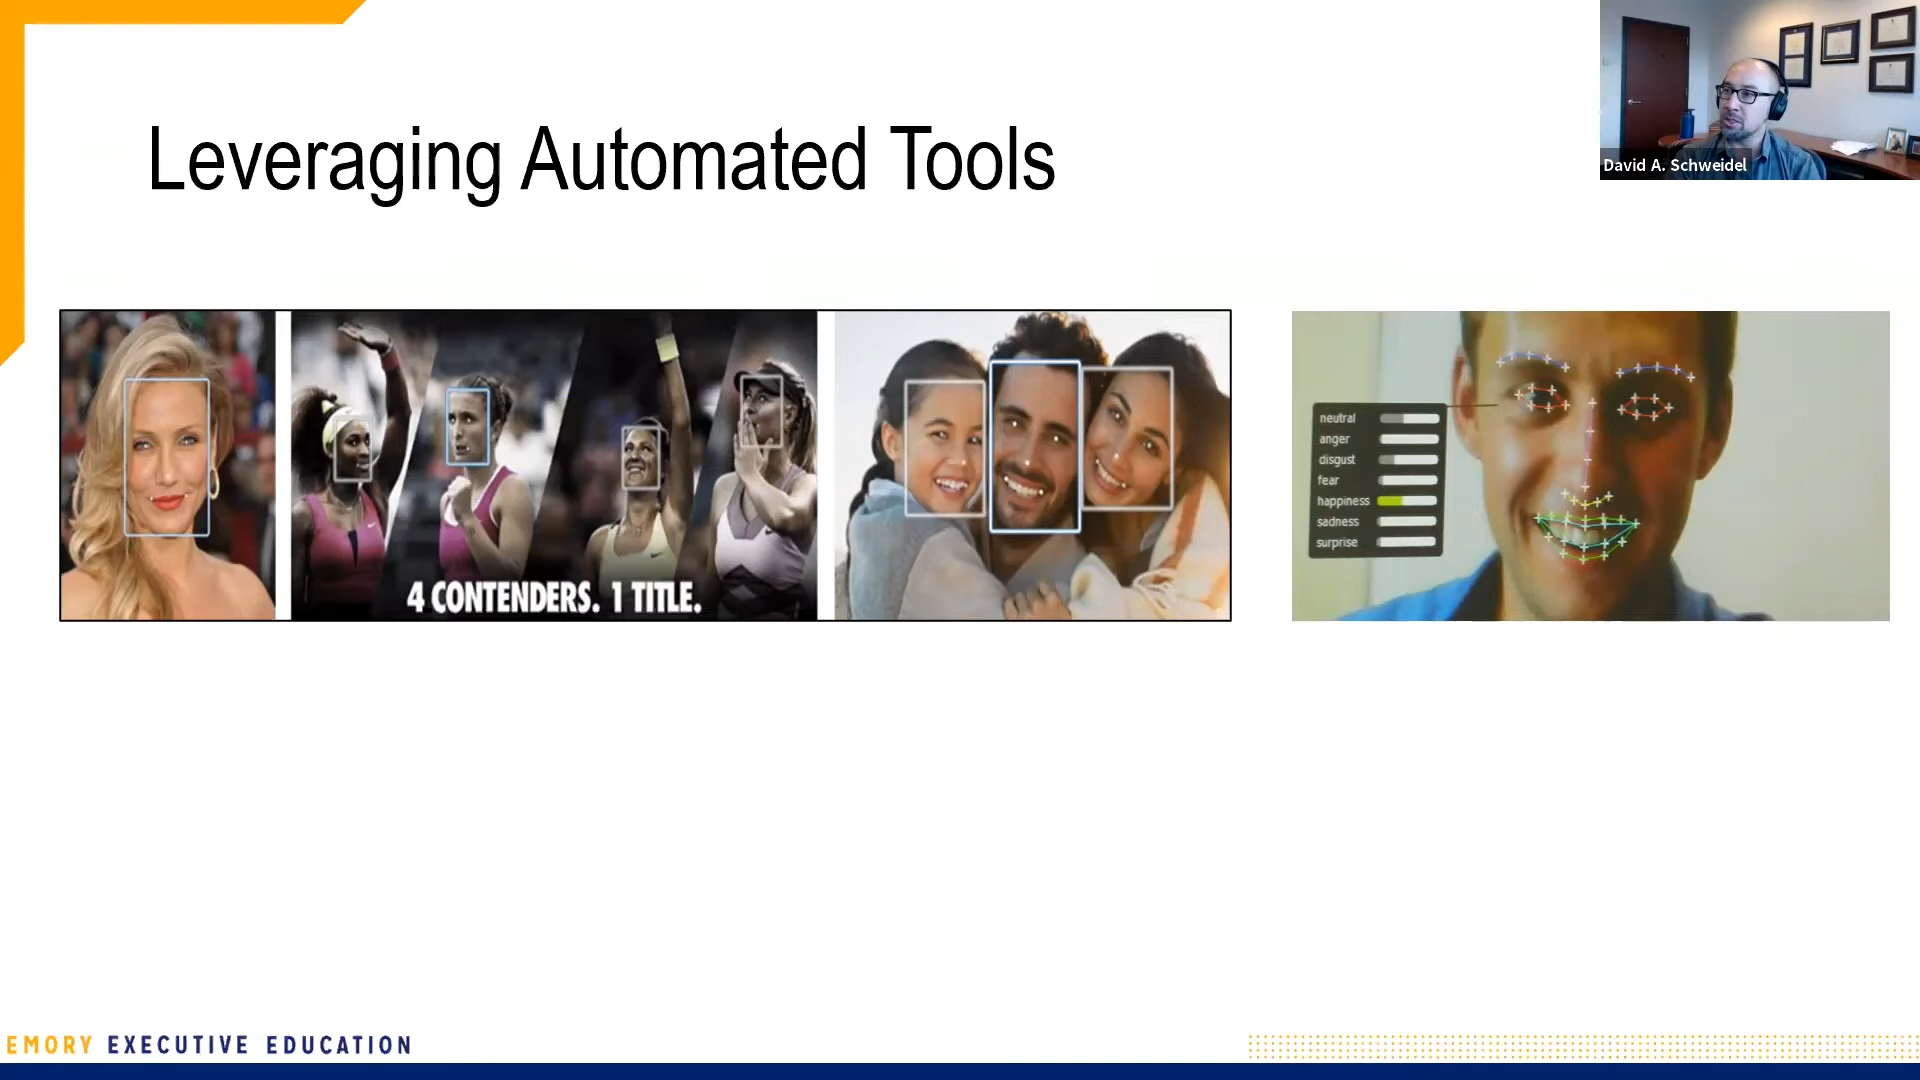 Leveraging Automated Tools
David A. Schweidel
4 CONTENDERS. 1 TITLE.
neutral
anger
disgust
fear
happiness
sadness
surprise
EMORY EXECUTIVE EDUCATION